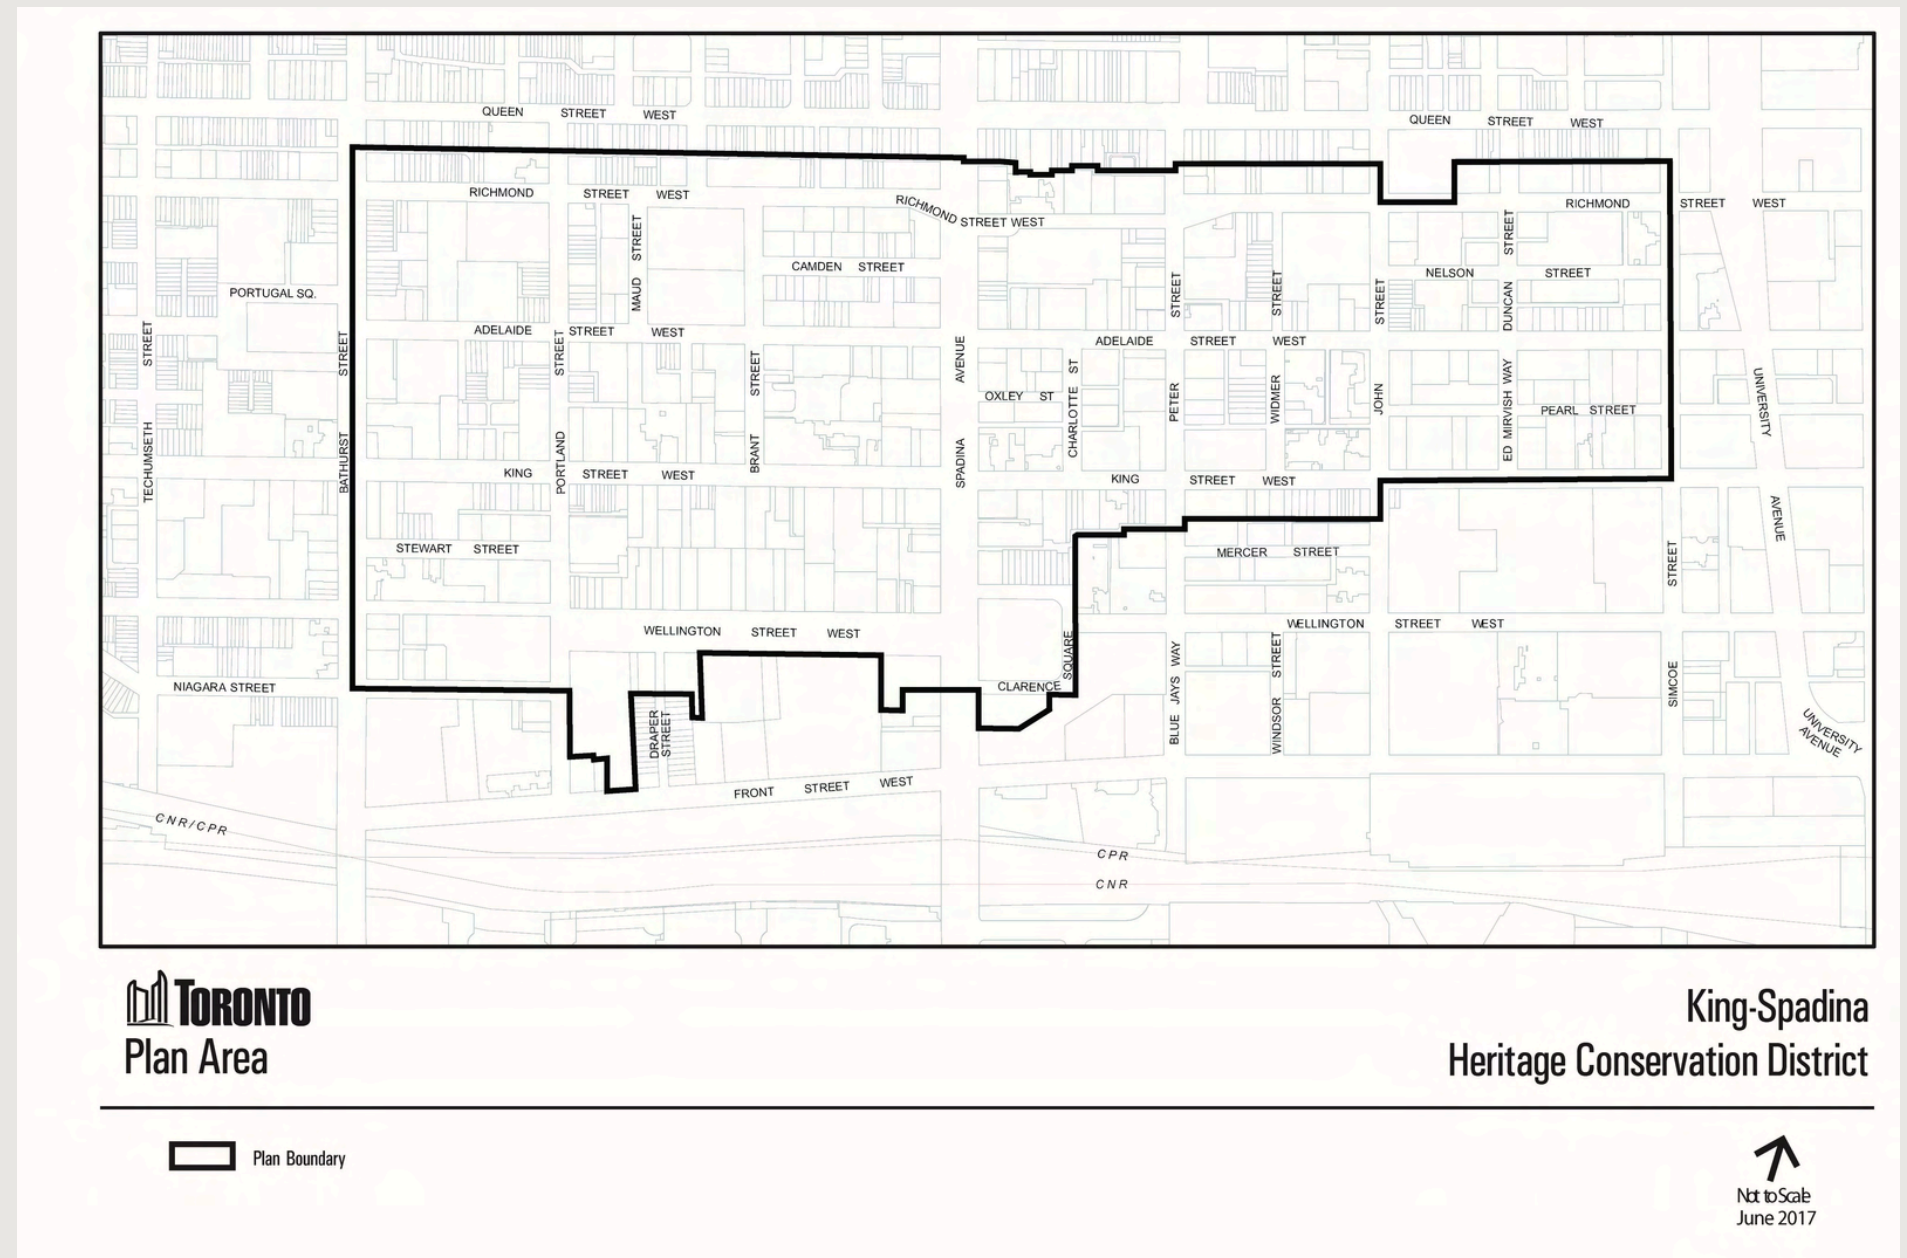 QUEEN STREET WEST
QUEEN STREET WEST
RICHMOND STREET WEST
RICHMOND STREET WEST
RICHMOND STREET WEST
MAUD STREET
CAMDEN STREET
NELSON STREET
DUNCAN STREET
PORTUGAL SQ.
ADELAIDE STREET WEST
ADELAIDE STREET WEST
TECHUMSETH STREET
BATHURST STREET
PORTLAND STREET
BRANT STREET
SPADINA AVENUE
OXLEY ST
CHARLOTTE ST
PETER STREET
WIDMER STREET
JOHN STREET
ED MIRVISH WAY
PEARL STREET
UNIVERSITY AVENUE
KING STREET WEST
KING STREET WEST
STEWART STREET
MERCER STREET
WELLINGTON STREET WEST
WELLINGTON STREET WEST
NIAGARA STREET
CLARENCE SQUARE
DRAPER STREET
BLUE JAYS WAY
WINDSOR STREET
SIMCOE STREET
UNIVERSITY AVENUE
FRONT STREET WEST
CNR/CPR
CPR
CNR
TORONTO
Plan Area
King-Spadina
Heritage Conservation District
Plan Boundary
Not to Scale
June 2017